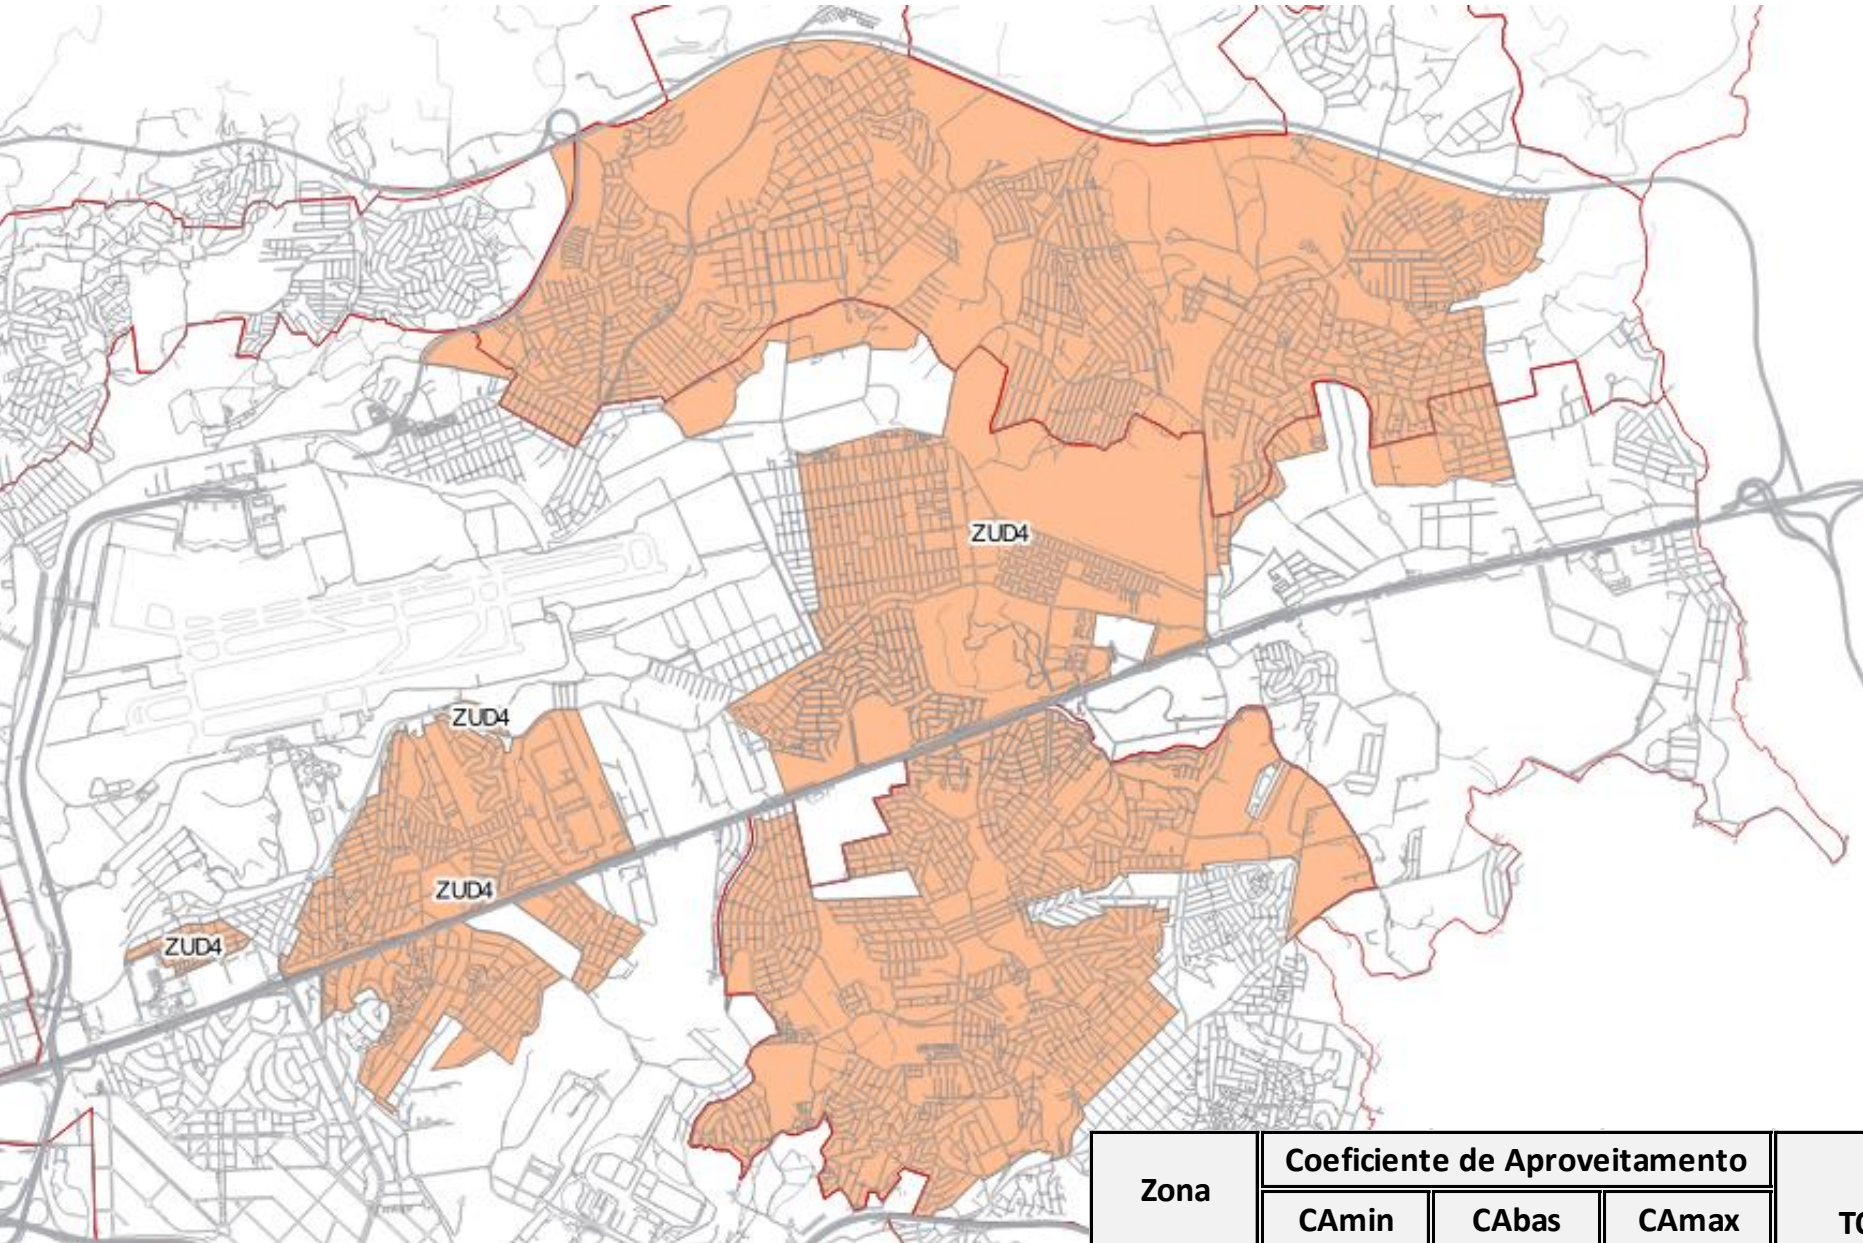 ZUD4
ZUD4
ZUD4
ZUD4
Zona
Coeficiente de Aproveitamento
CAmin
CAbas
CAmax